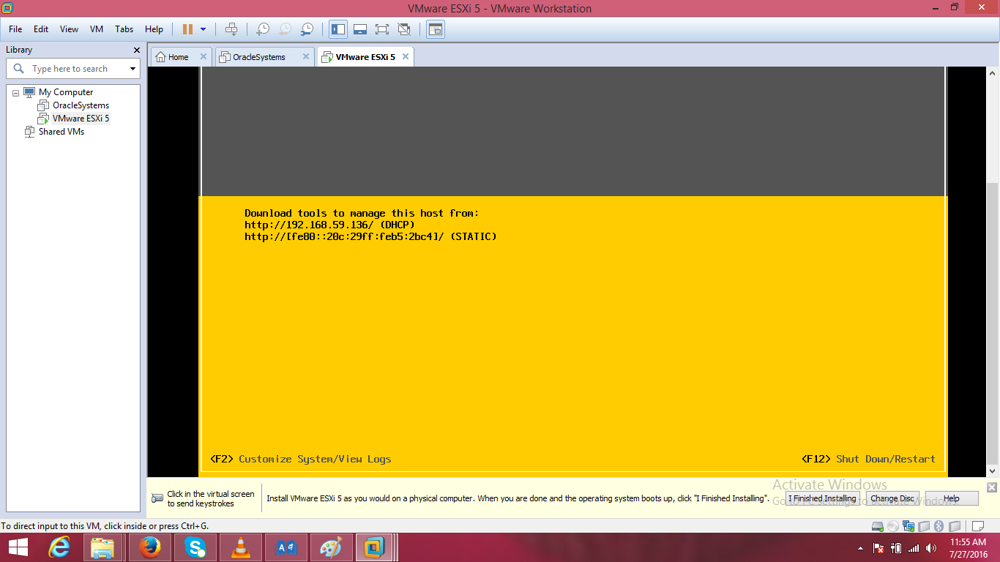 VMware ESXi 5 - VMware Workstation
File Edit View VM Tabs Help
Library
Home
OracleSystems
VMware ESXi 5
Type here to search
My Computer
OracleSystems
VMware ESXi 5
Shared VMs
Download tools to manage this host from:
http://192.168.59.136/ (DHCP)
http://[fe80::20c:29ff:feb5:2bc4]/ (STATIC)
<F2> Customize System/View Logs
<F12> Shut Down/Restart
Click in the virtual screen
to send keystrokes
Install VMware ESXi 5 as you would on a physical computer. When you are done and the operating system boots up, click "I Finished Installing".
I Finished Installing
Change Disc
Help
Activate Windows
Go to PC settings to activate Windows.
To direct input to this VM, click inside or press Ctrl+G.
11:55 AM
7/27/2016